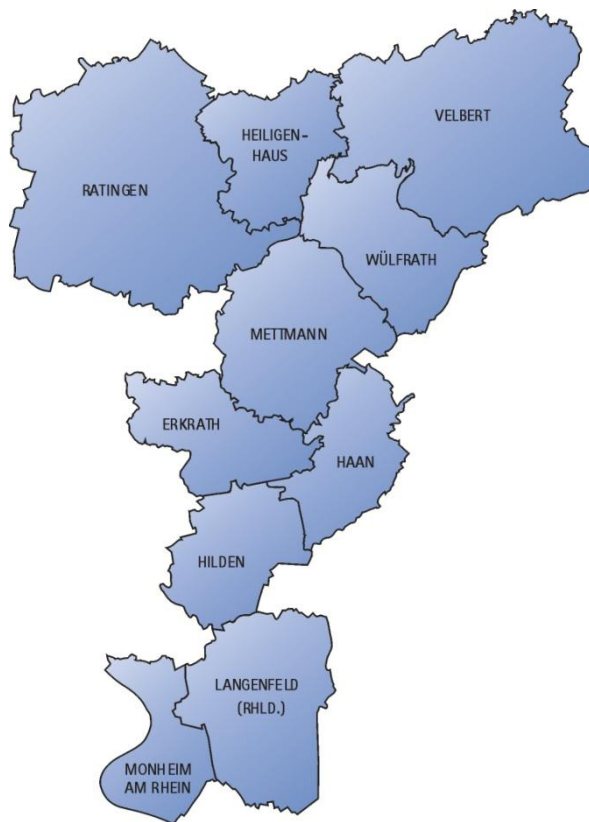 VELBERT
HEILIGEN-
HAUS
RATINGEN
WÜLFRATH
METTMANN
ERKRATH
HAAN
HILDEN
LANGENFELD
(RHLD.)
MONHEIM
AM RHEIN